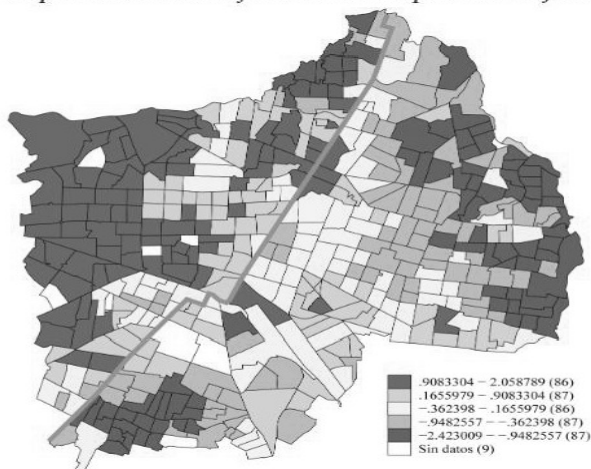 .9083304 − 2.058789 (86)
.1655979 − .9083304 (87)
−.362398 − .1655979 (86)
−.9482557 − −.362398 (87)
−2.423009 − −.9482557 (87)
Sin datos (9)